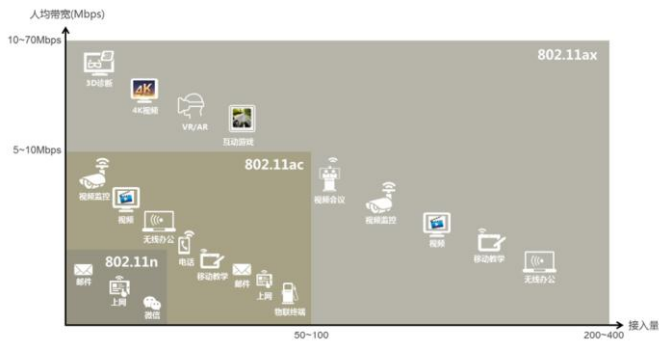 人均带宽(Mbps)
10~70Mbps
802.11ax
3D诊断
4K
4K视频
VR/AR
互动游戏
5~10Mbps
802.11ac
视频监控
视频
无线办公
电话
移动教学
邮件
上网
物联终端
视频会议
视频监控
视频
移动教学
无线办公
802.11n
邮件
上网
微信
50~100
200~400
接入量